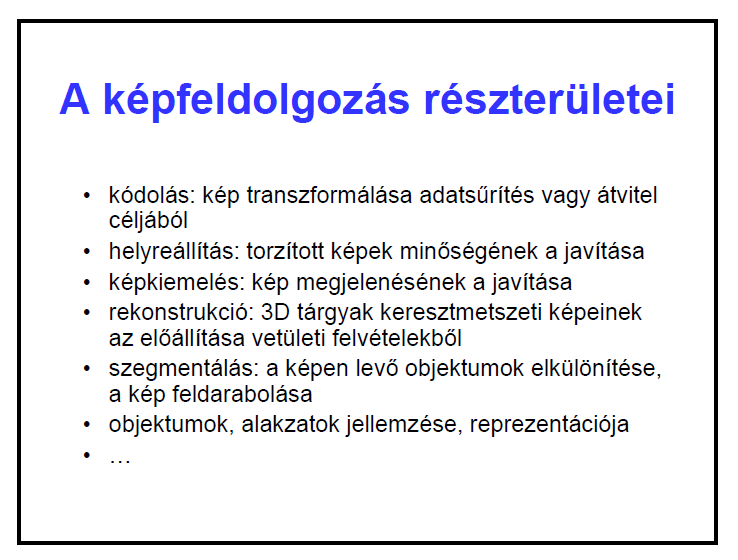 A képfeldolgozás részterületei
• kódolás: kép transzformálása adatsűrítés vagy átvitel
céljából
• helyreállítás: torzított képek minőségének a javítása
• képkiemelés: kép megjelenésének a javítása
• rekonstrukció: 3D tárgyak keresztmetszeti képeinek
az előállítása vetületi felvételekből
• szegmentálás: a képen levő objektumok elkülönítése,
a kép feldarabolása
• objektumok, alakzatok jellemzése, reprezentációja
• …